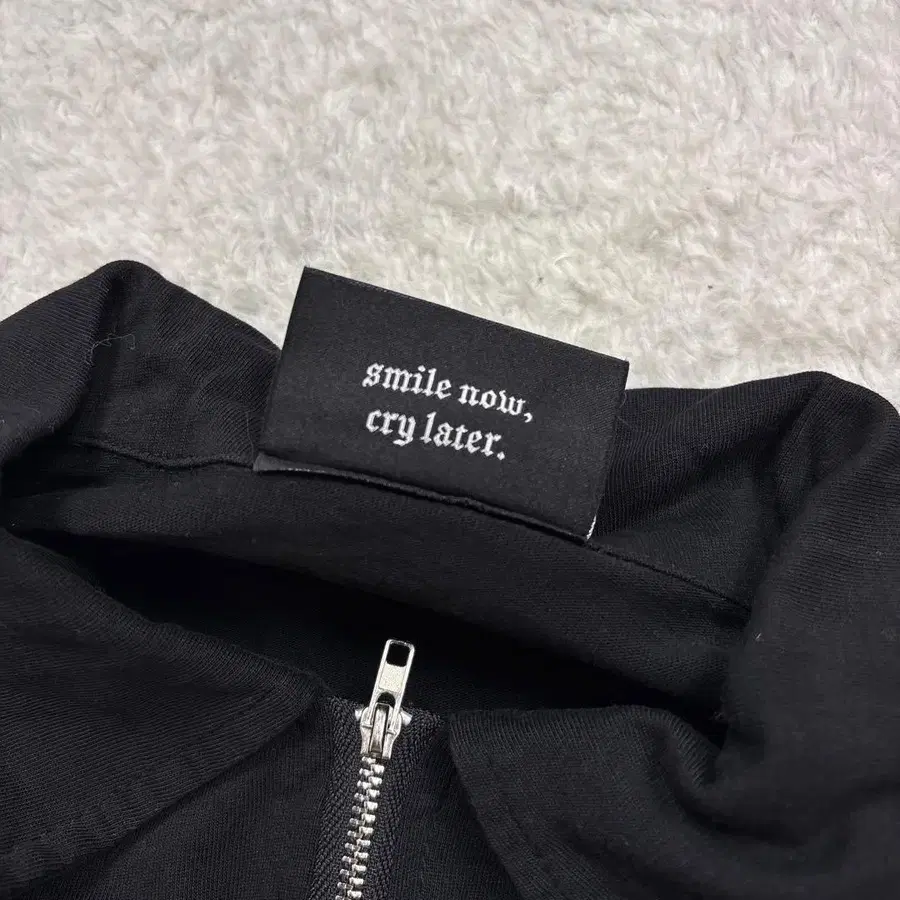 smile now,
cry later.